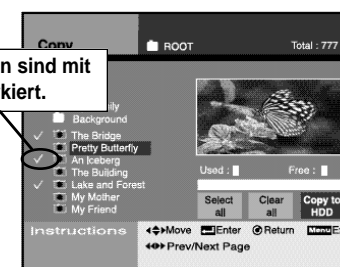 Copy
ROOT
Total : 777
n sind mit
kiert.
ily
Background
The Bridge
Pretty Butterfly
An Iceberg
The Building
Lake and Forest
My Mother
My Friend
Used :
Free :
Select all
Clear all
Copy to HDD
Instructions
Move Enter Return Menu E
Prev/Next Page